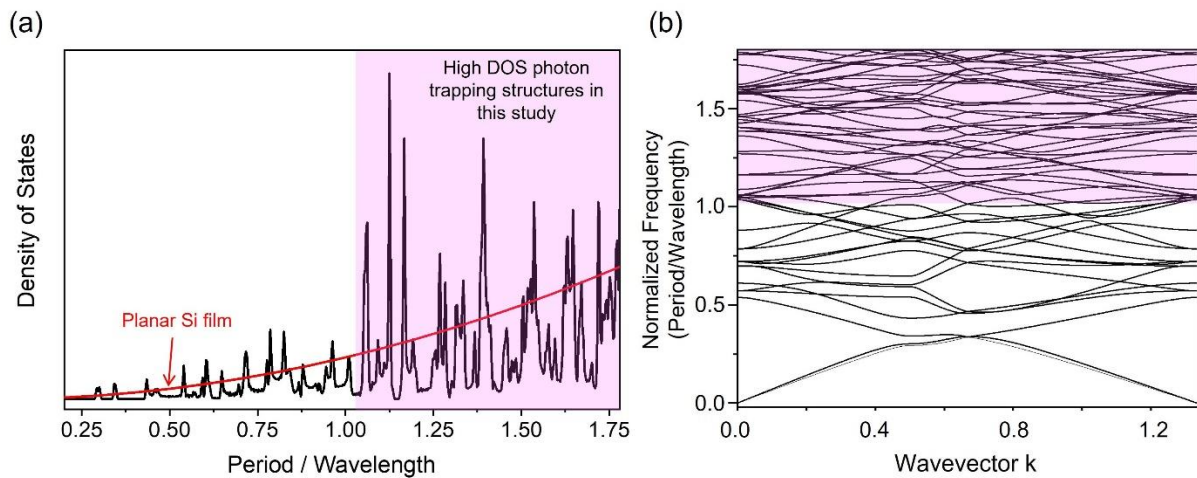 (a)
Density of States
High DOS photon
trapping structures in
this study
Planar Si film
0.25 0.50 0.75 1.00 1.25 1.50 1.75
Period / Wavelength
(b)
Normalized Frequency
(Period/Wavelength)
1.5
1.0
0.5
0.0
0.0 0.4 0.8 1.2
Wavevector k